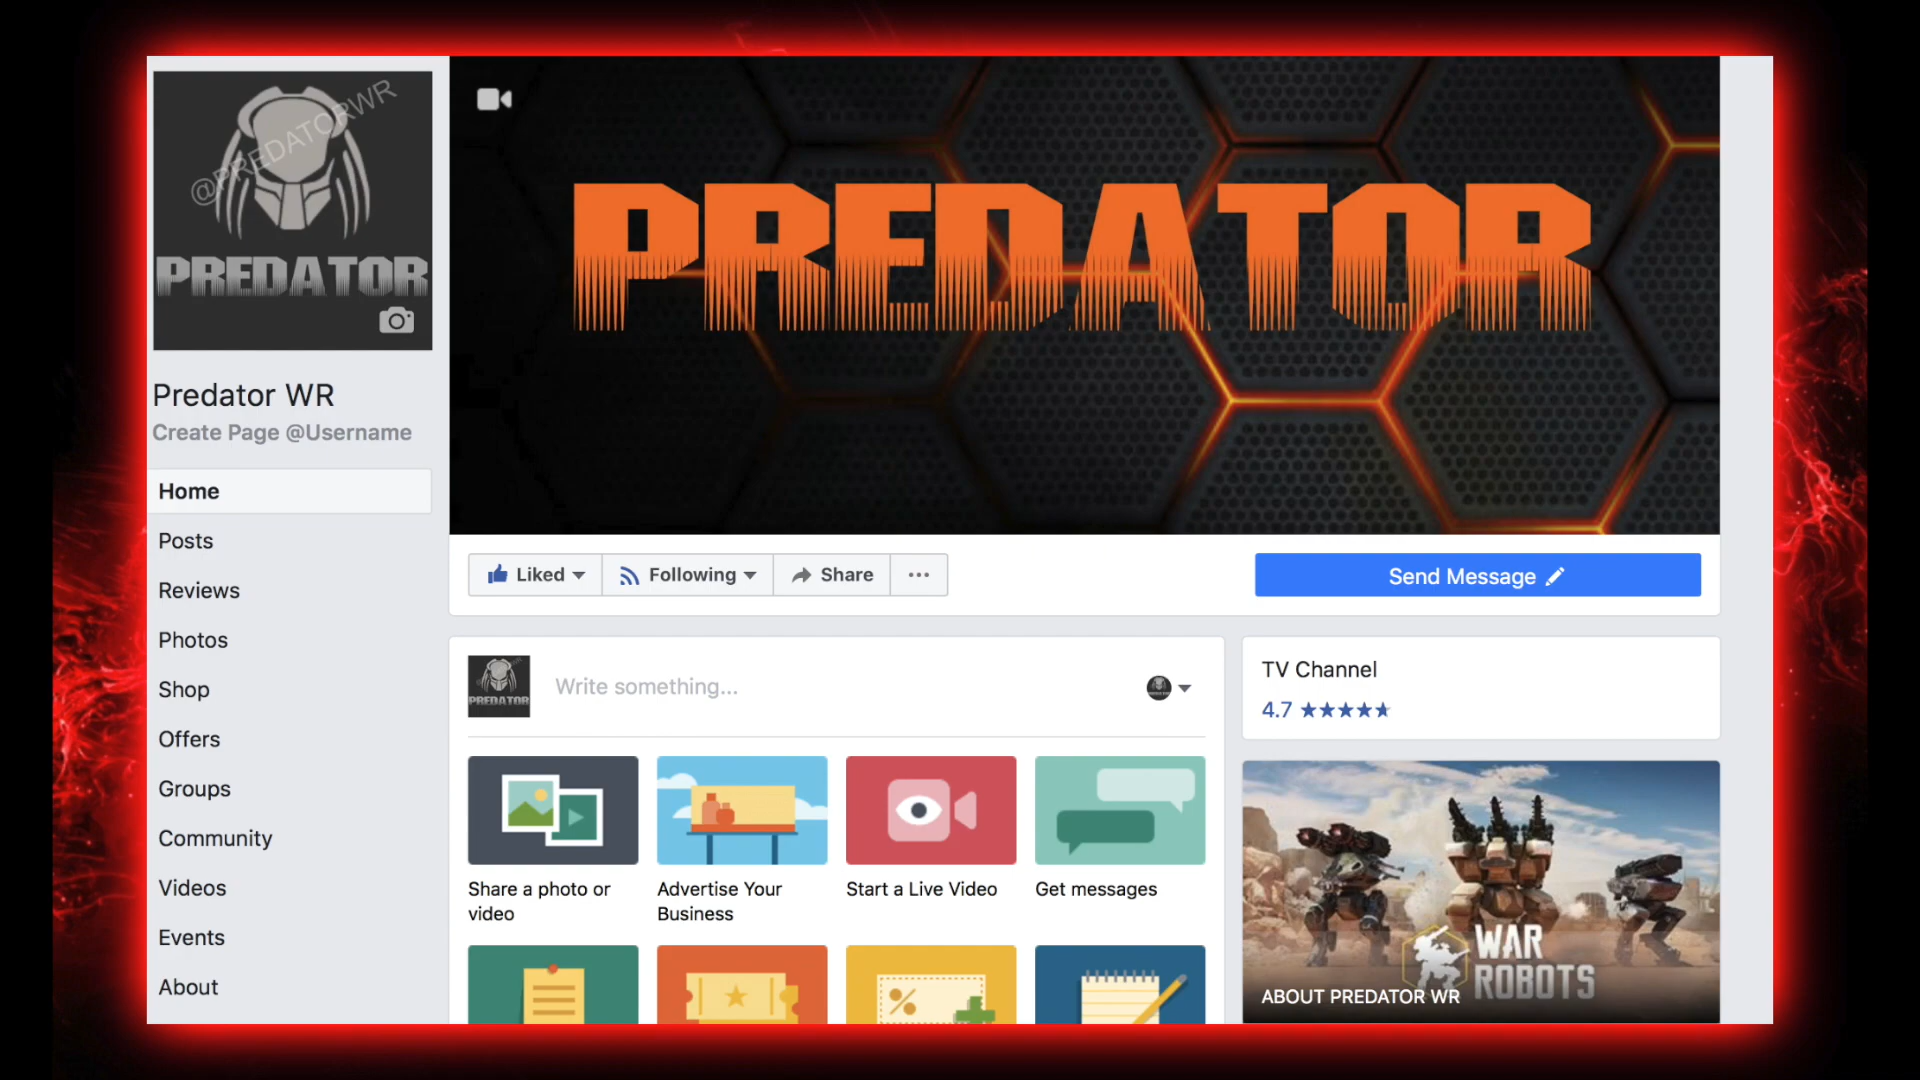 @PREDATORWR
PREDATOR
Predator WR
Create Page @Username
Home
Posts
Reviews
Photos
Shop
Offers
Groups
Community
Videos
Events
About
PREDATOR
Liked
Following
Share
Send Message
PREDATOR
Write something...
Share a photo or
video
Advertise Your
Business
Start a Live Video
Get messages
TV Channel
4.7
WAR
ROBOTS
ABOUT PREDATOR WR